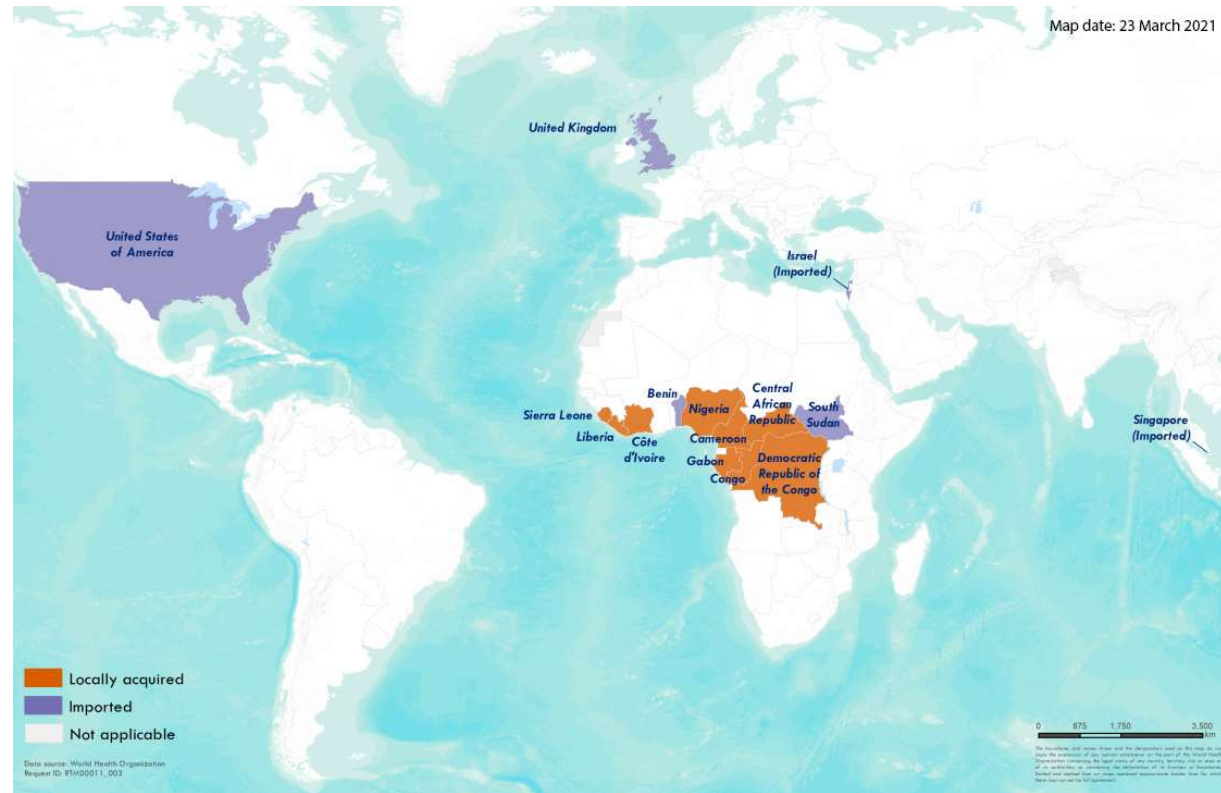 Map date: 23 March 2021
United Kingdom
United States
of America
Israel
(Imported)
Benin
Nigeria
Central
African
Republic
South
Sudan
Sierra Leone
Liberia
Côte
d'Ivoire
Cameroon
Gabon
Congo
Democratic
Republic of
the Congo
Singapore
(Imported)
Locally acquired
Imported
Not applicable
Data source: World Health Organization
Request ID: RTM00011_003
0 875 1,750 3,500
km